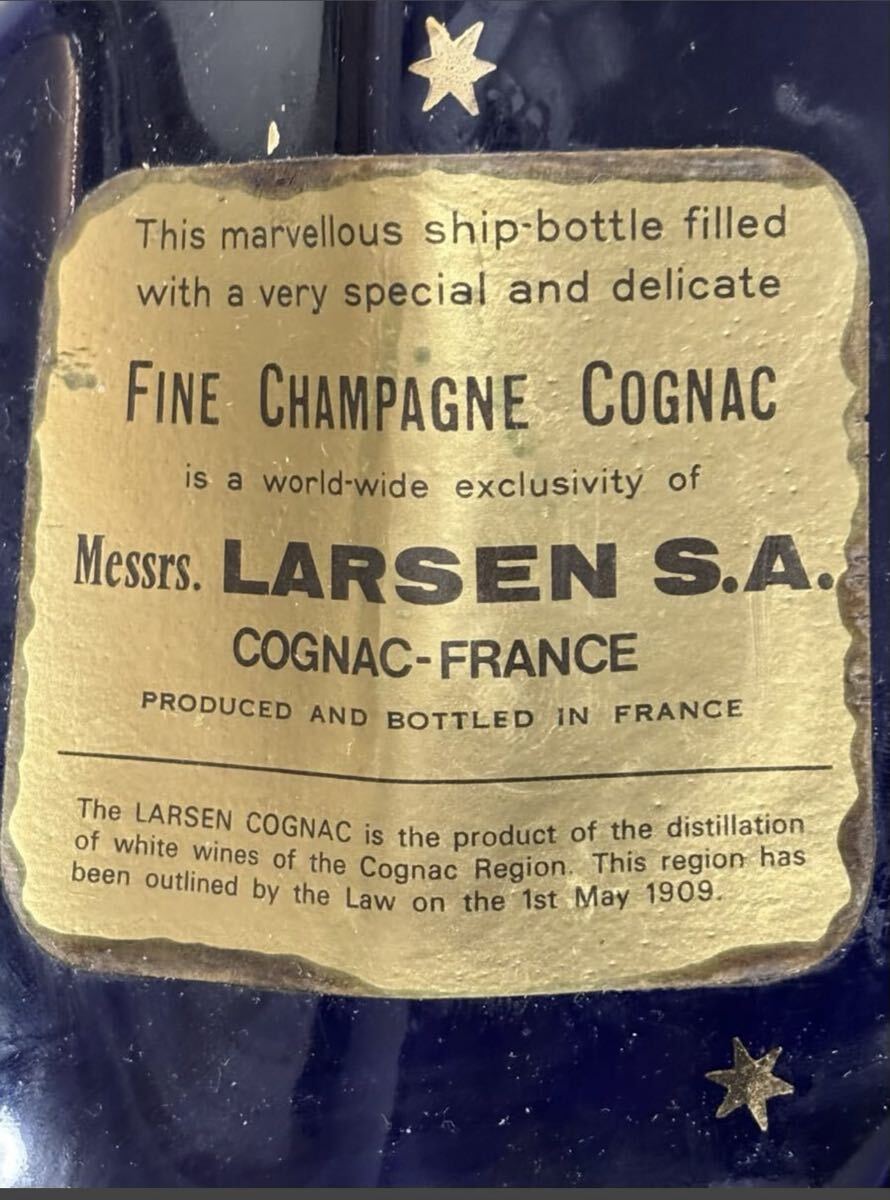 This marvellous ship-bottle filled
with a very special and delicate
FINE CHAMPAGNE COGNAC
is a world-wide exclusivity of
Messrs. LARSEN S.A.
COGNAC-FRANCE
PRODUCED AND BOTTLED IN FRANCE
The LARSEN COGNAC is the product of the distillation
of white wines of the Cognac Region. This region has
been outlined by the Law on the 1st May 1909.